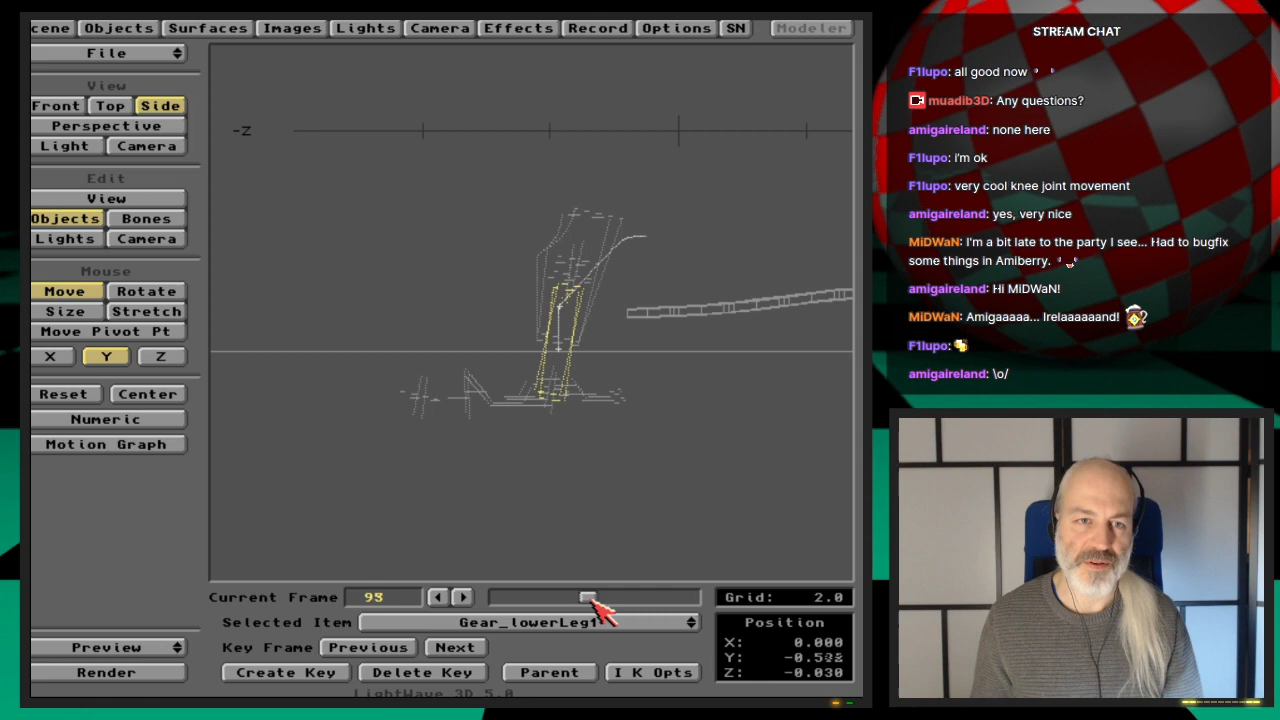 cene Objects Surfaces Images Lights Camera Effects Record Options SN Modeler
File
View
Front Top Side
Perspective
Light Camera
Edit
View
Objects Bones
Lights Camera
Mouse
Move Rotate
Size Stretch
Move Pivot Pt
X Y Z
Reset Center
Numeric
Motion Graph
Preview
Render
-Z
Current Frame
Selected Item Gear_lowerLeg1
Key Frame Previous Next
Create Key Delete Key Parent I K Opts
LightWave 3D 5.0
Grid: 2.0
Position
X: 0.000
Y:
Z: -0.030
STREAM CHAT
F1lupo: all good now
muadib3D: Any questions?
amigaireland: none here
F1lupo: i'm ok
F1lupo: very cool knee joint movement
amigaireland: yes, very nice
MiDWaN: I'm a bit late to the party I see... Had to bugfix
some things in Amiberry.
amigaireland: Hi MiDWaN!
MiDWaN: Amigaaaaa... Irelaaaaand!
F1lupo:
amigaireland: \o/